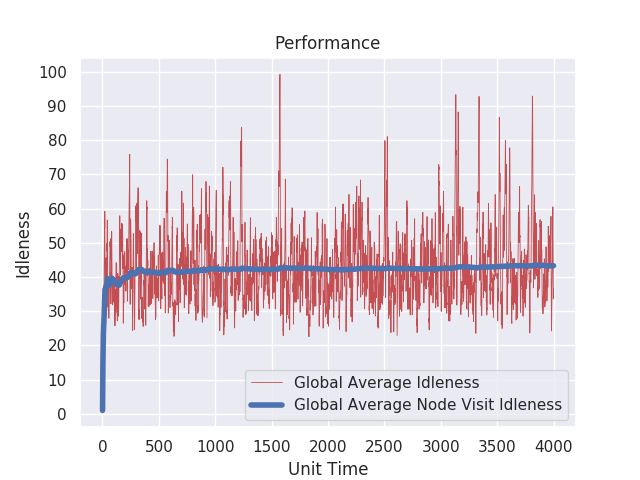 Performance
100
90
80
70
60
50
40
30
20
10
0
Idleness
Global Average Idleness
Global Average Node Visit Idleness
0 500 1000 1500 2000 2500 3000 3500 4000
Unit Time